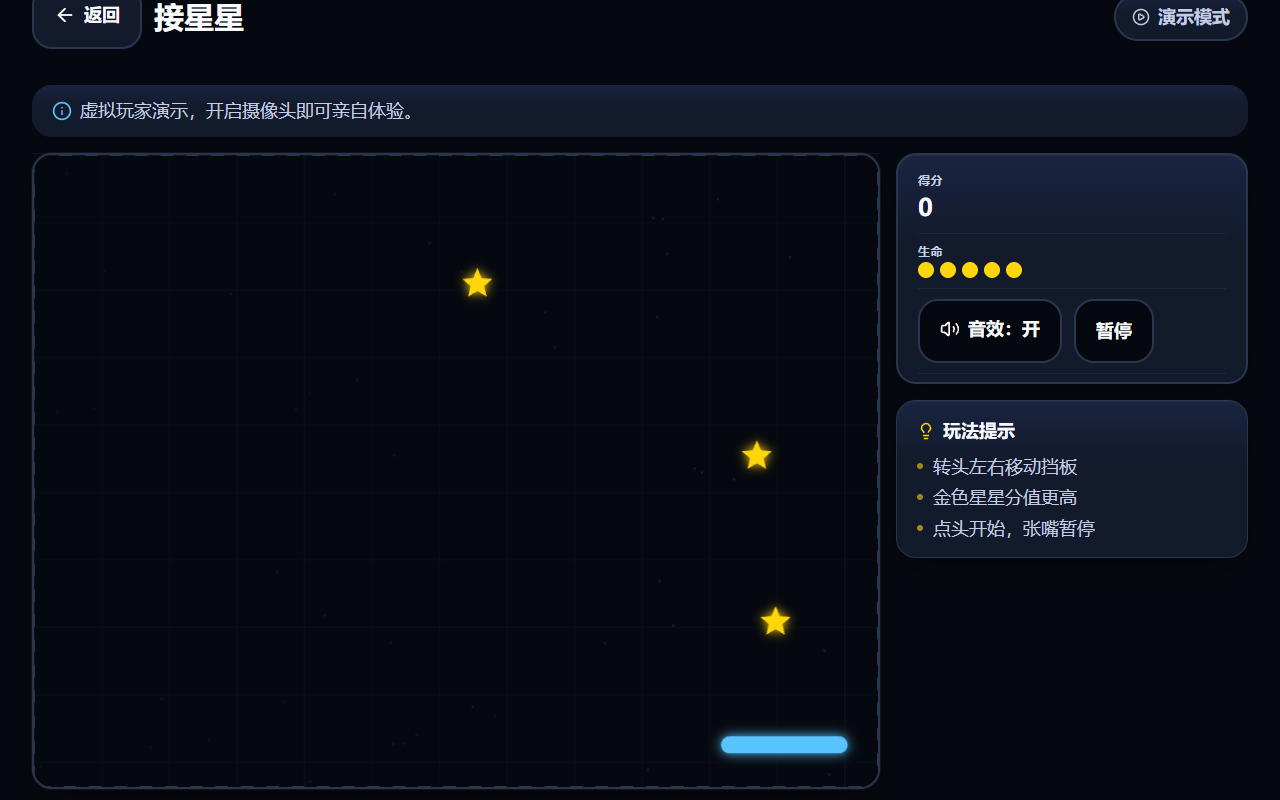 返回
接星星
演示模式
虚拟玩家演示，开启摄像头即可亲自体验。
得分
0
生命
音效：开
暂停
玩法提示
转头左右移动挡板
金色星星分值更高
点头开始，张嘴暂停